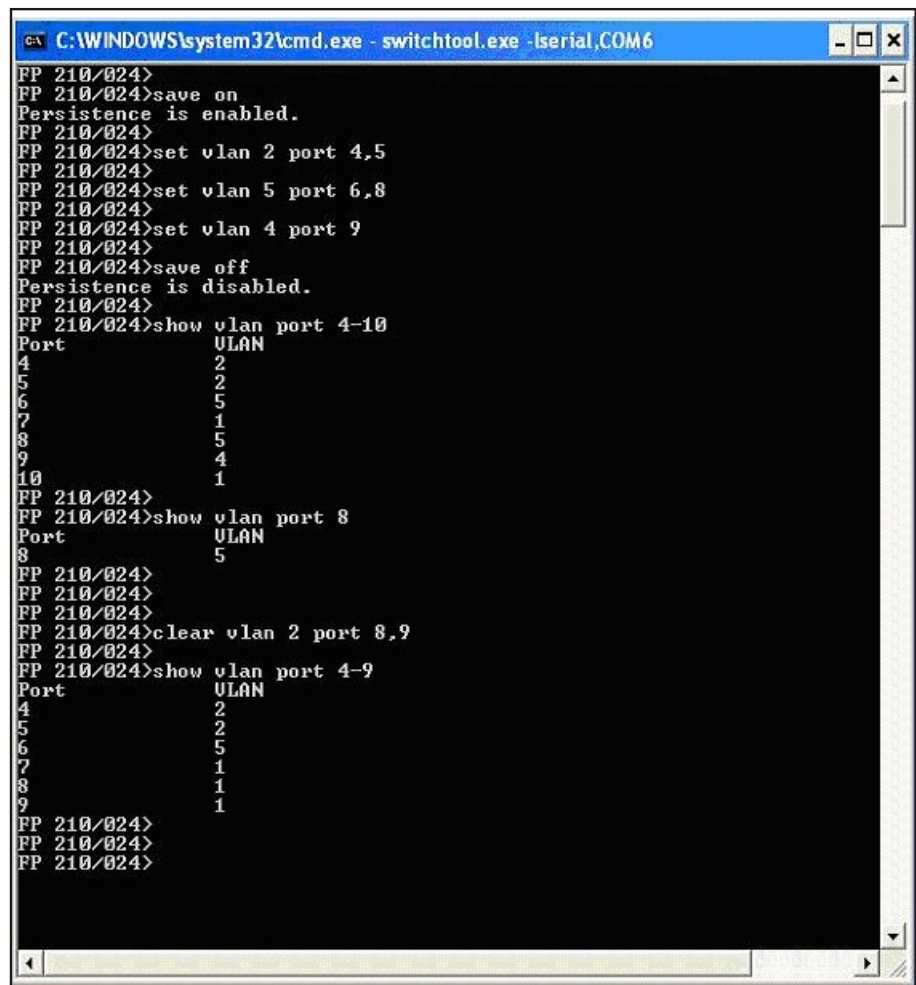 C:\WINDOWS\system32\cmd.exe - switchtool.exe -lserial,COM6
FP 210/024>
FP 210/024>save on
Persistence is enabled.
FP 210/024>
FP 210/024>set vlan 2 port 4,5
FP 210/024>
FP 210/024>set vlan 5 port 6,8
FP 210/024>
FP 210/024>set vlan 4 port 9
FP 210/024>
FP 210/024>save off
Persistence is disabled.
FP 210/024>
FP 210/024>show vlan port 4-10
Port VLAN
4 2
5 2
6 5
7 1
8 5
9 4
10 1
FP 210/024>
FP 210/024>show vlan port 8
Port VLAN
8 5
FP 210/024>
FP 210/024>
FP 210/024>
FP 210/024>clear vlan 2 port 8,9
FP 210/024>
FP 210/024>show vlan port 4-9
Port VLAN
4 2
5 2
6 5
7 1
8 1
9 1
FP 210/024>
FP 210/024>
FP 210/024>